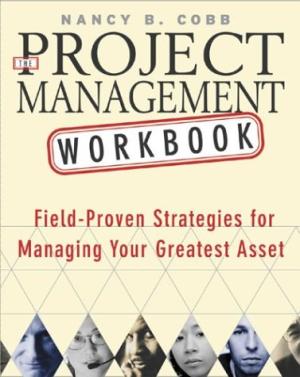 NANCY B. COBB
THE PROJECT
MANAGEMENT
WORKBOOK
Field-Proven Strategies for
Managing Your Greatest Asset